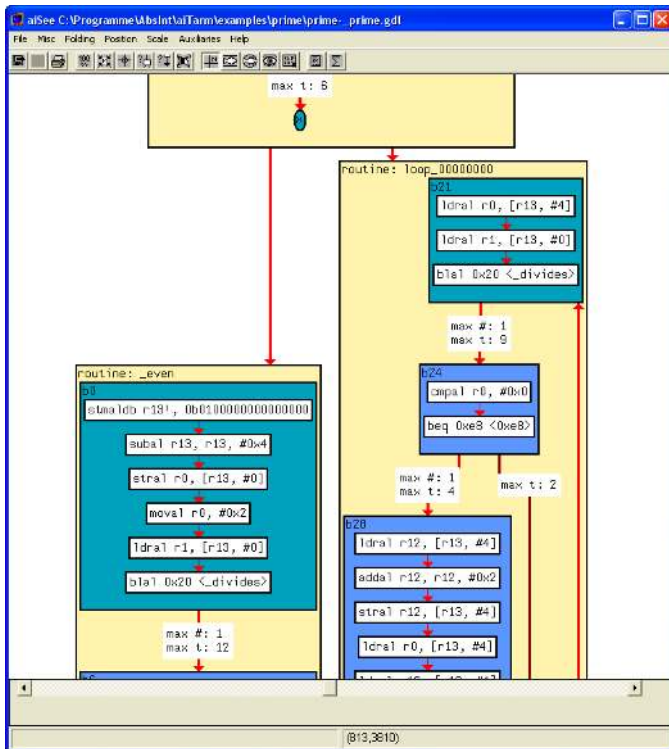 aiSee C:\Programme\AbsInt\aiTarm\examples\prime\prime-_prime.gdl
File Misc Folding Position Scale Auxiliaries Help
max t: 6
routine: loop_00000000
b21
ldral r0, [r13, #4]
ldral r1, [r13, #0]
blal 0x20 <_divides>
max #: 1
max t: 9
b24
cmpal r0, #0x0
beq 0xe8 <0xe8>
max #: 1
max t: 4
max t: 2
b28
ldral r12, [r13, #4]
addal r12, r12, #0x2
stral r12, [r13, #4]
ldral r0, [r13, #4]
routine: _even
b0
stmaldb r13!, 0b0100000000000000
subal r13, r13, #0x4
stral r0, [r13, #0]
moval r0, #0x2
ldral r1, [r13, #0]
blal 0x20 <_divides>
max #: 1
max t: 12
(813,3810)